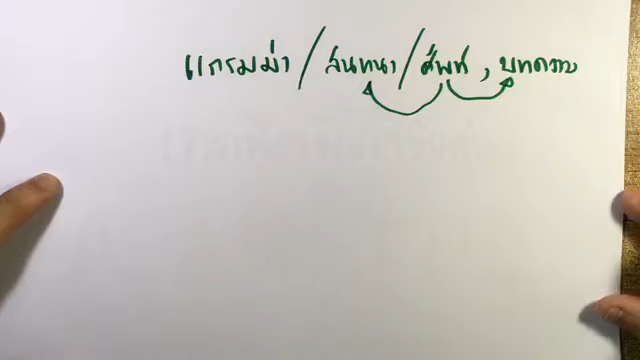 แกรมม่า / สนทนา / ศัพท์ , บทความ